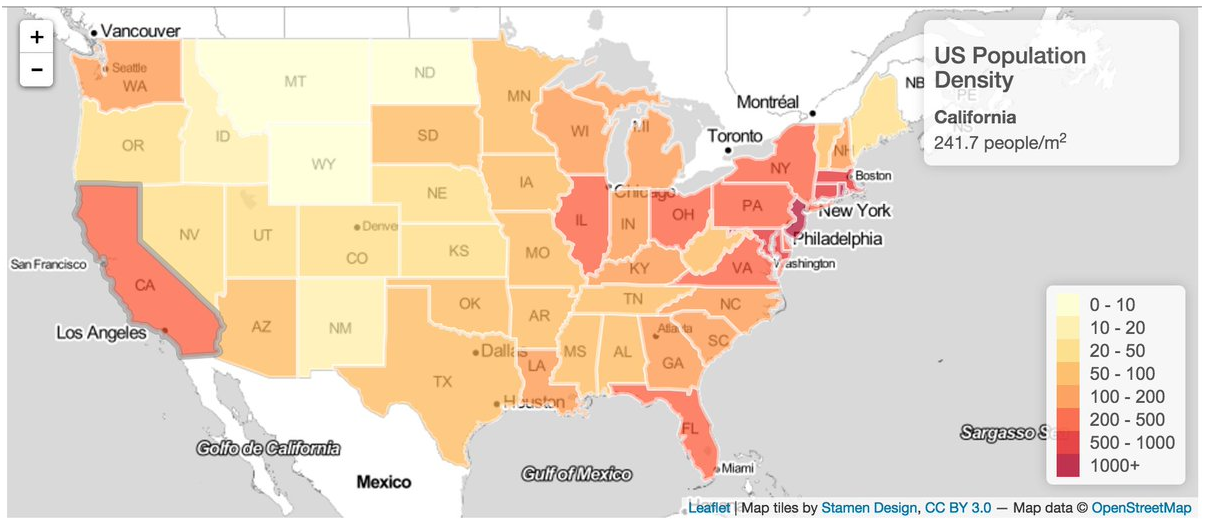 +
−
Vancouver
Seattle
WA
MT
ND
MN
OR
ID
WY
SD
WI
MI
Montréal
Toronto
NB
PE
NS
NY
NH
Boston
NV
UT
Denve
CO
NE
KS
IA
Chicago
IL
IN
OH
PA
New York
Philadelphia
San Francisco
CA
Los Angeles
AZ
NM
OK
MO
KY
VA
Washington
TN
NC
AR
MS
AL
Atlanta
GA
SC
Dallas
TX
LA
Houston
FL
Miami
Golfo de California
Mexico
Gulf of Mexico
US Population
Density
California
241.7 people/m²
0 - 10
10 - 20
20 - 50
50 - 100
100 - 200
200 - 500
500 - 1000
1000+
Leaflet | Map tiles by Stamen Design, CC BY 3.0 — Map data © OpenStreetMap